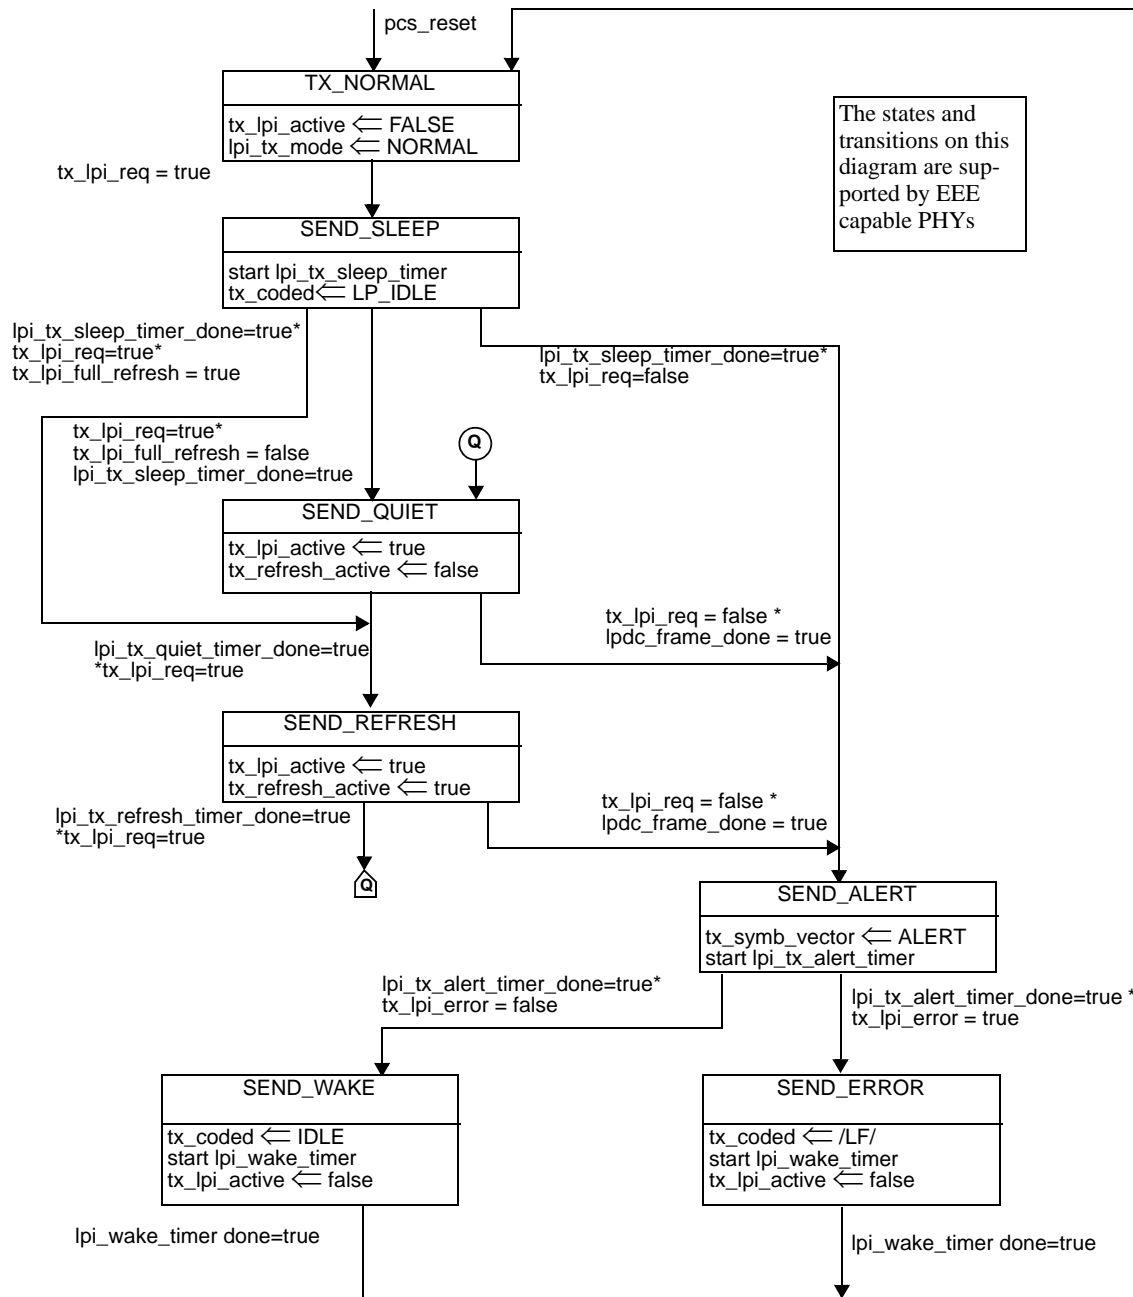 pcs_reset
TX_NORMAL
tx_lpi_active ⇐ FALSE
lpi_tx_mode ⇐ NORMAL
The states and
transitions on this
diagram are sup-
ported by EEE
capable PHYs
tx_lpi_req = true
SEND_SLEEP
start lpi_tx_sleep_timer
tx_coded⇐ LP_IDLE
lpi_tx_sleep_timer_done=true*
tx_lpi_req=true*
tx_lpi_full_refresh = true
lpi_tx_sleep_timer_done=true*
tx_lpi_req=false
tx_lpi_req=true*
tx_lpi_full_refresh = false
lpi_tx_sleep_timer_done=true
Q
SEND_QUIET
tx_lpi_active ⇐ true
tx_refresh_active ⇐ false
tx_lpi_req = false *
lpdc_frame_done = true
lpi_tx_quiet_timer_done=true
*tx_lpi_req=true
SEND_REFRESH
tx_lpi_active ⇐ true
tx_refresh_active ⇐ true
tx_lpi_req = false *
lpdc_frame_done = true
lpi_tx_refresh_timer_done=true
*tx_lpi_req=true
Q
SEND_ALERT
tx_symb_vector ⇐ ALERT
start lpi_tx_alert_timer
lpi_tx_alert_timer_done=true*
tx_lpi_error = false
lpi_tx_alert_timer_done=true *
tx_lpi_error = true
SEND_WAKE
tx_coded ⇐ IDLE
start lpi_wake_timer
tx_lpi_active ⇐ false
SEND_ERROR
tx_coded ⇐ /LF/
start lpi_wake_timer
tx_lpi_active ⇐ false
lpi_wake_timer done=true
lpi_wake_timer done=true